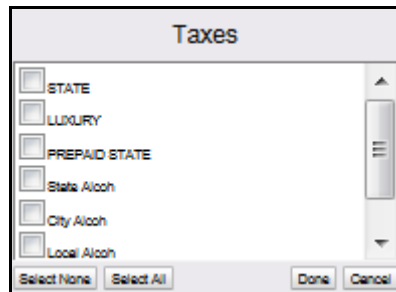 Taxes
STATE
LUXURY
PREPAID STATE
State Alcoh
City Alcoh
Local Alcoh
Select None Select All Done Cancel